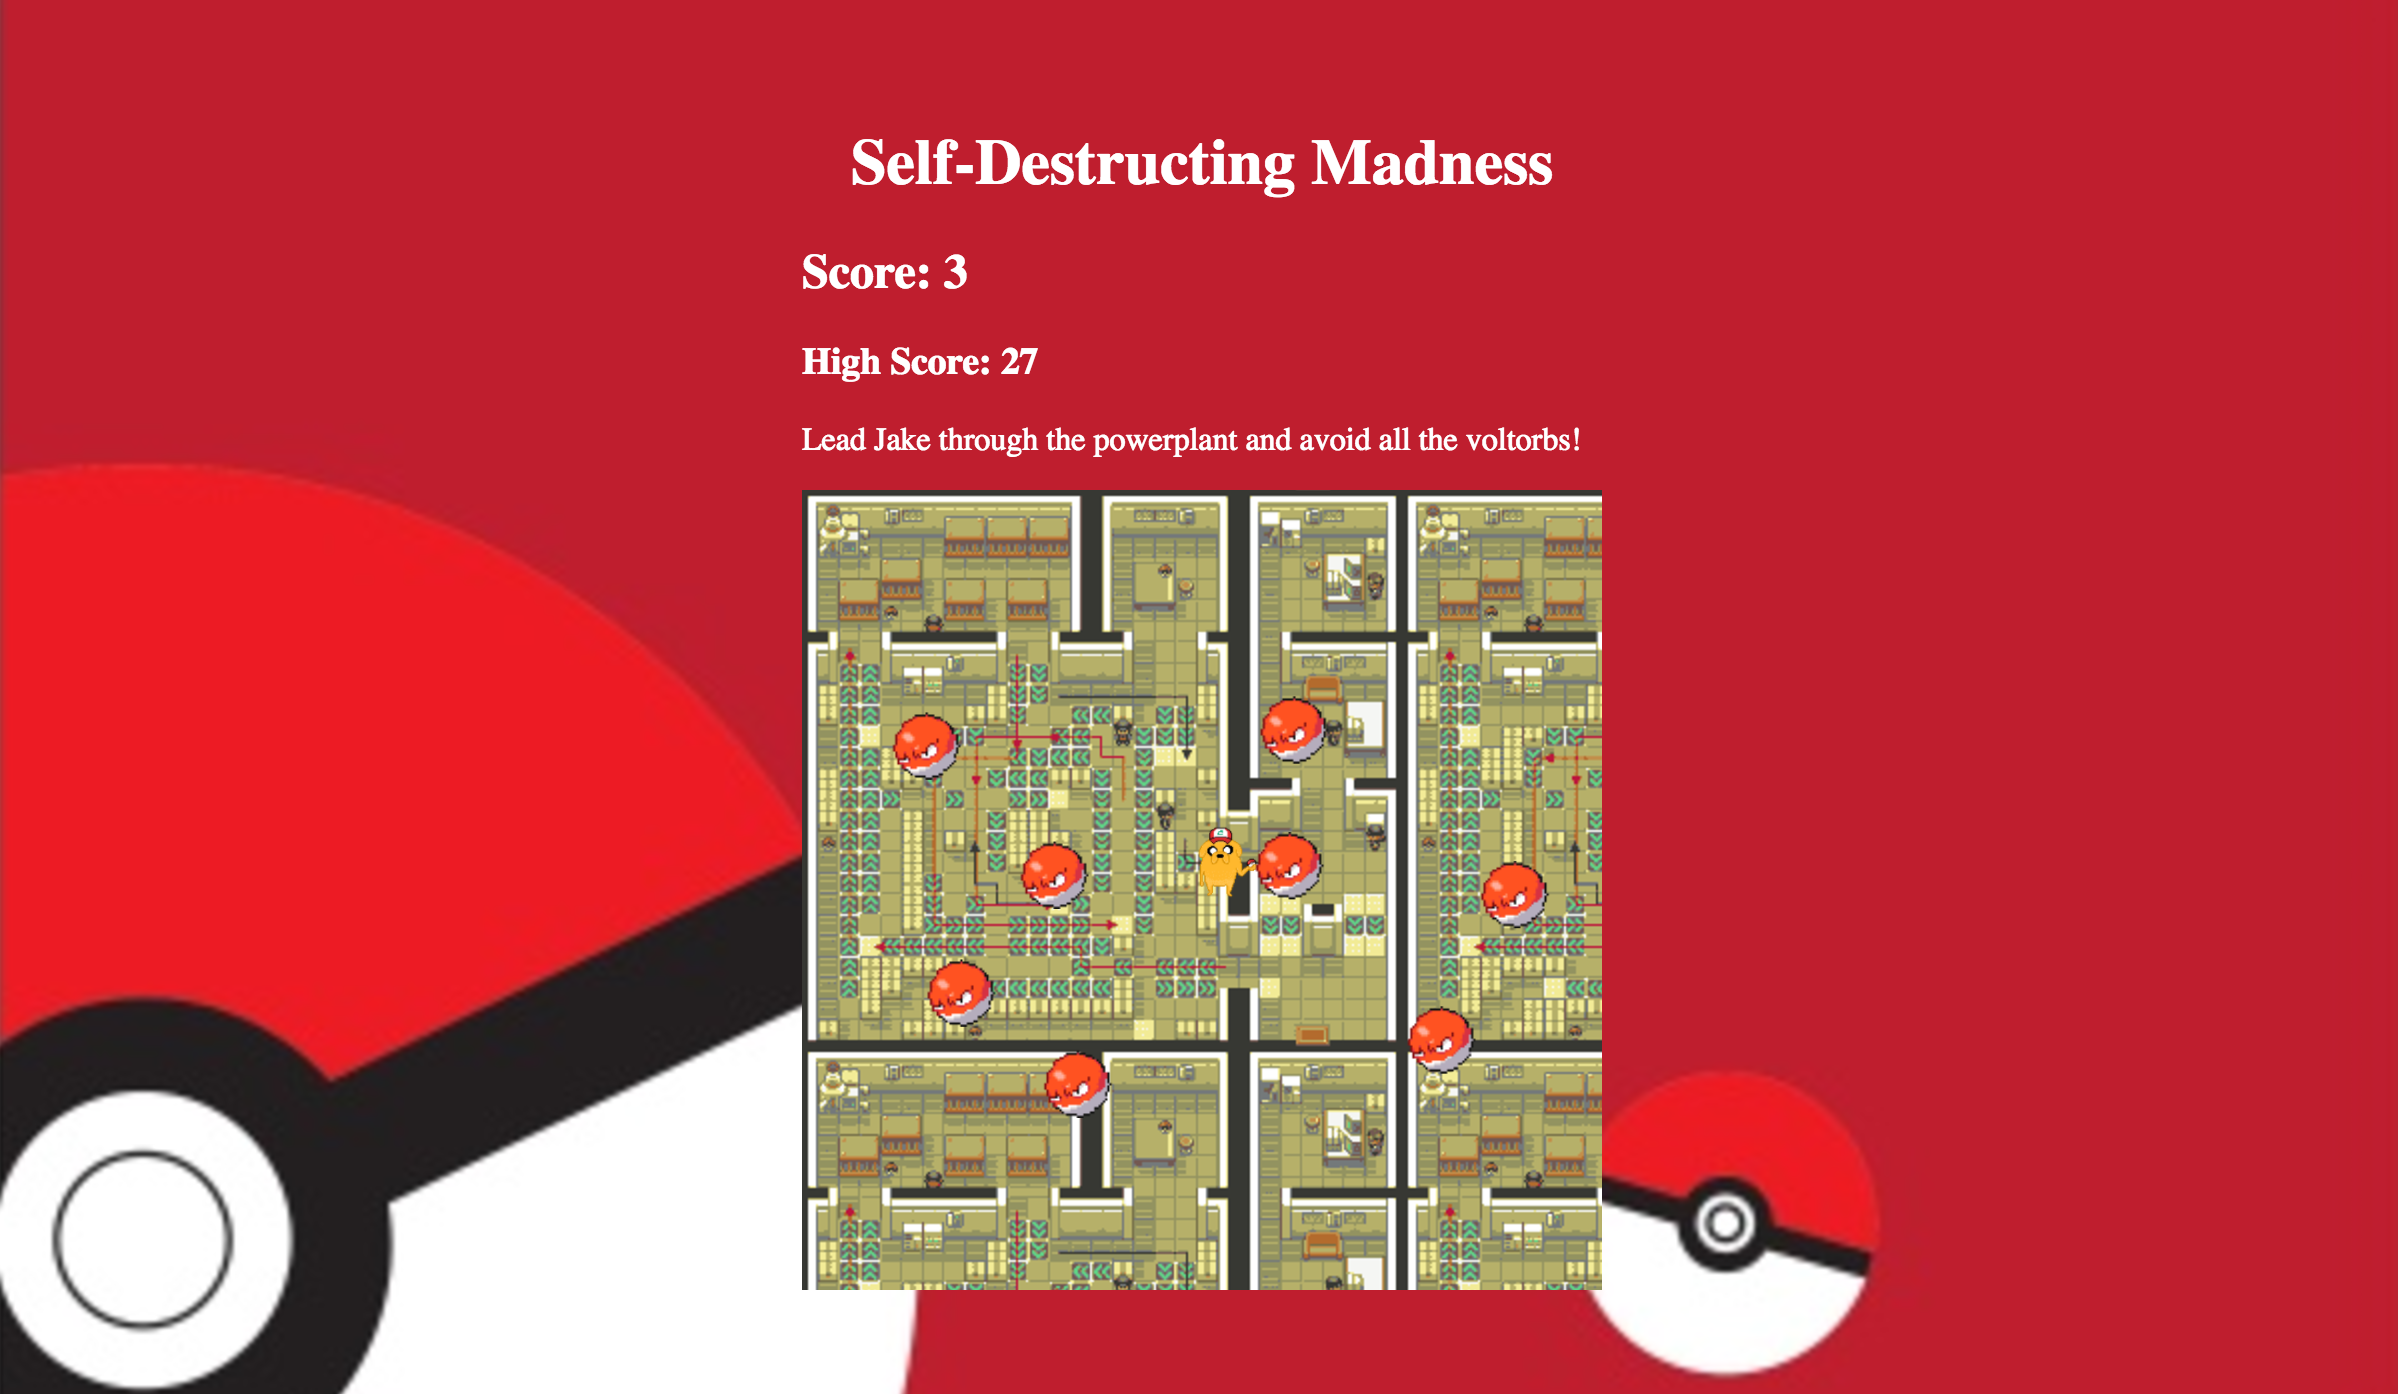 Self-Destructing Madness
Score: 3
High Score: 27
Lead Jake through the powerplant and avoid all the voltorbs!